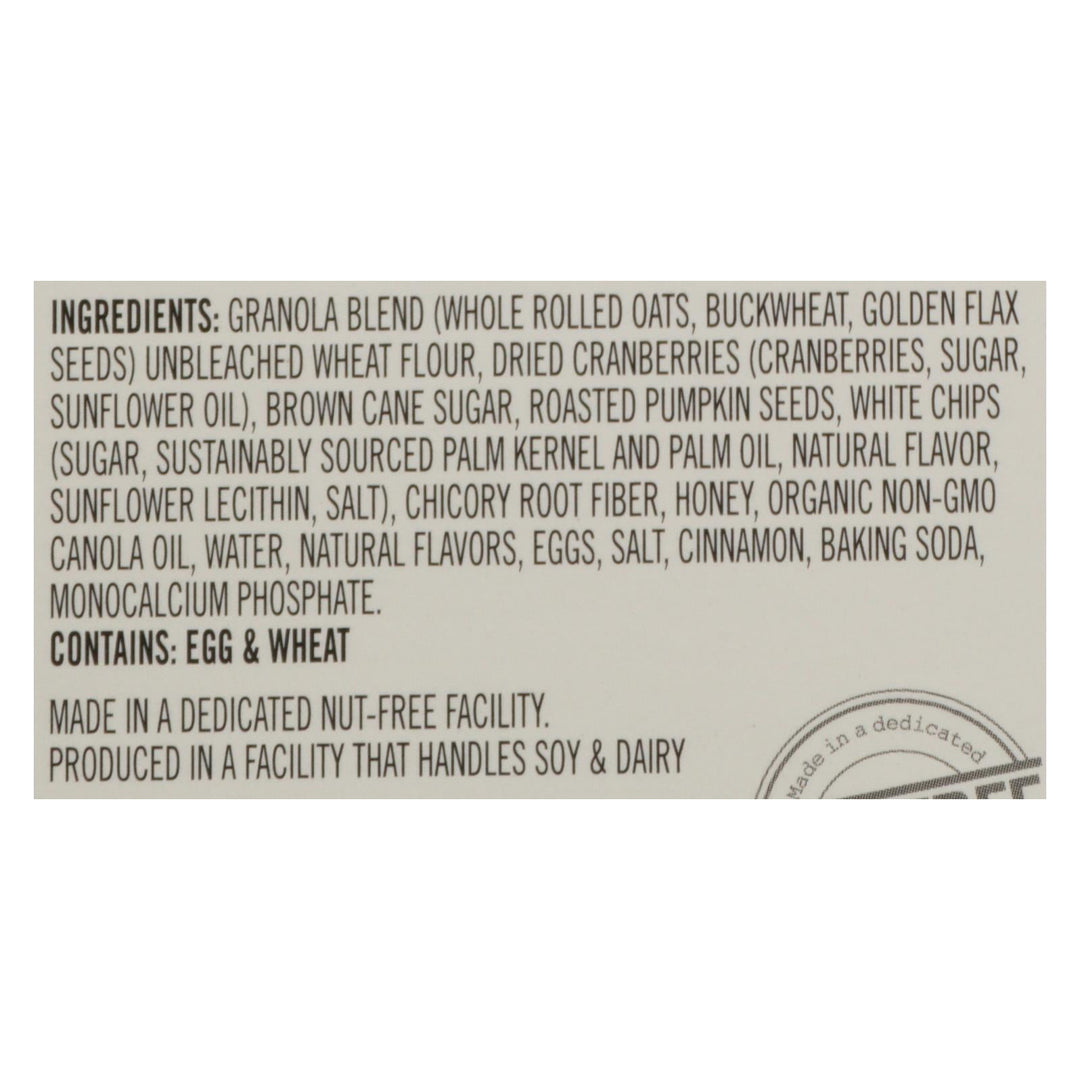 INGREDIENTS: GRANOLA BLEND (WHOLE ROLLED OATS, BUCKWHEAT, GOLDEN FLAX
SEEDS) UNBLEACHED WHEAT FLOUR, DRIED CRANBERRIES (CRANBERRIES, SUGAR,
SUNFLOWER OIL), BROWN CANE SUGAR, ROASTED PUMPKIN SEEDS, WHITE CHIPS
(SUGAR, SUSTAINABLY SOURCED PALM KERNEL AND PALM OIL, NATURAL FLAVOR,
SUNFLOWER LECITHIN, SALT), CHICORY ROOT FIBER, HONEY, ORGANIC NON-GMO
CANOLA OIL, WATER, NATURAL FLAVORS, EGGS, SALT, CINNAMON, BAKING SODA,
MONOCALCIUM PHOSPHATE.
CONTAINS: EGG & WHEAT
MADE IN A DEDICATED NUT-FREE FACILITY.
PRODUCED IN A FACILITY THAT HANDLES SOY & DAIRY
Made in a dedicated